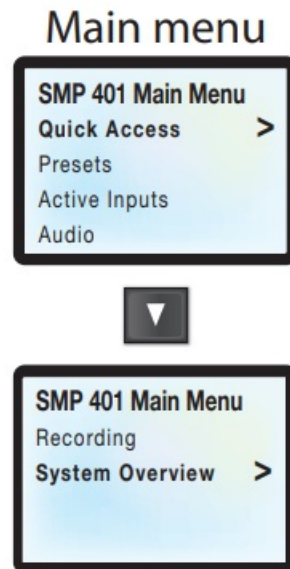 Main menu
SMP 401 Main Menu
Quick Access >
Presets
Active Inputs
Audio
SMP 401 Main Menu
Recording
System Overview >